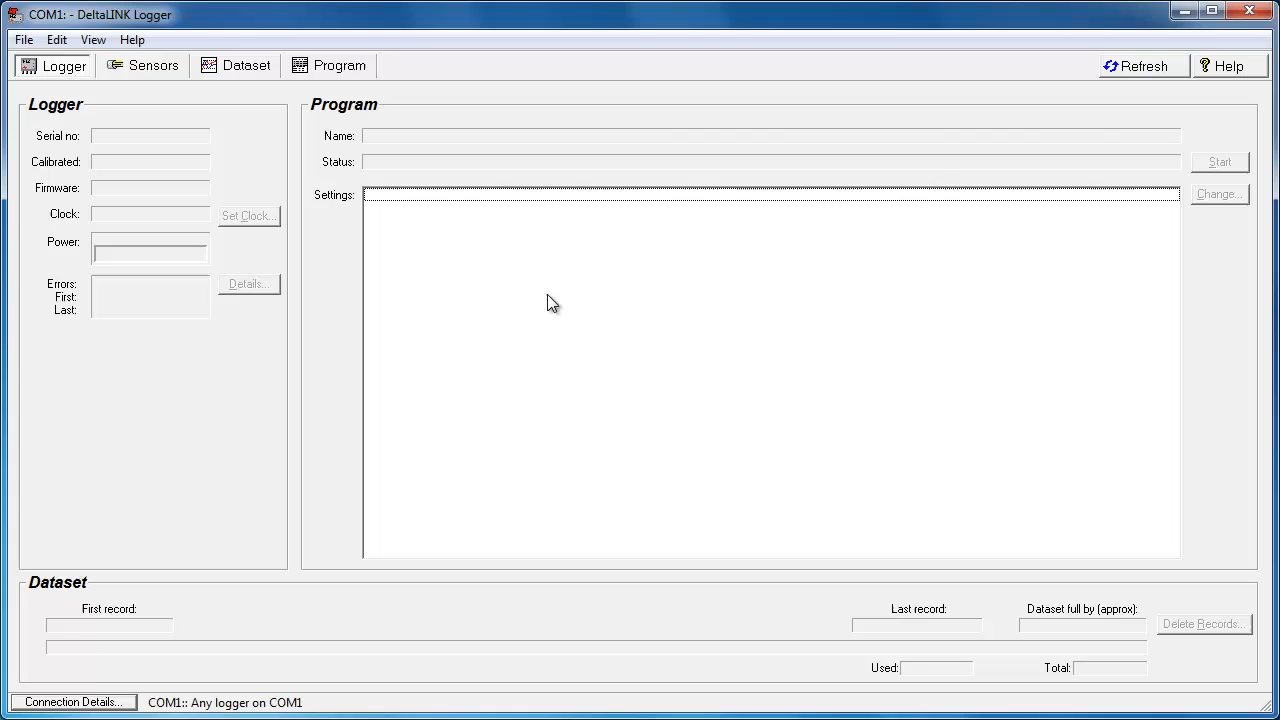 COM1: - DeltaLINK Logger
File Edit View Help
Logger Sensors Dataset Program Refresh Help
Logger
Serial no:
Calibrated:
Firmware:
Clock: Set Clock...
Power:
Errors: Details...
First:
Last:
Program
Name:
Status: Start
Settings: Change...
Dataset
First record: Last record: Dataset full by (approx):
Delete Records...
Used: Total:
Connection Details... COM1:: Any logger on COM1